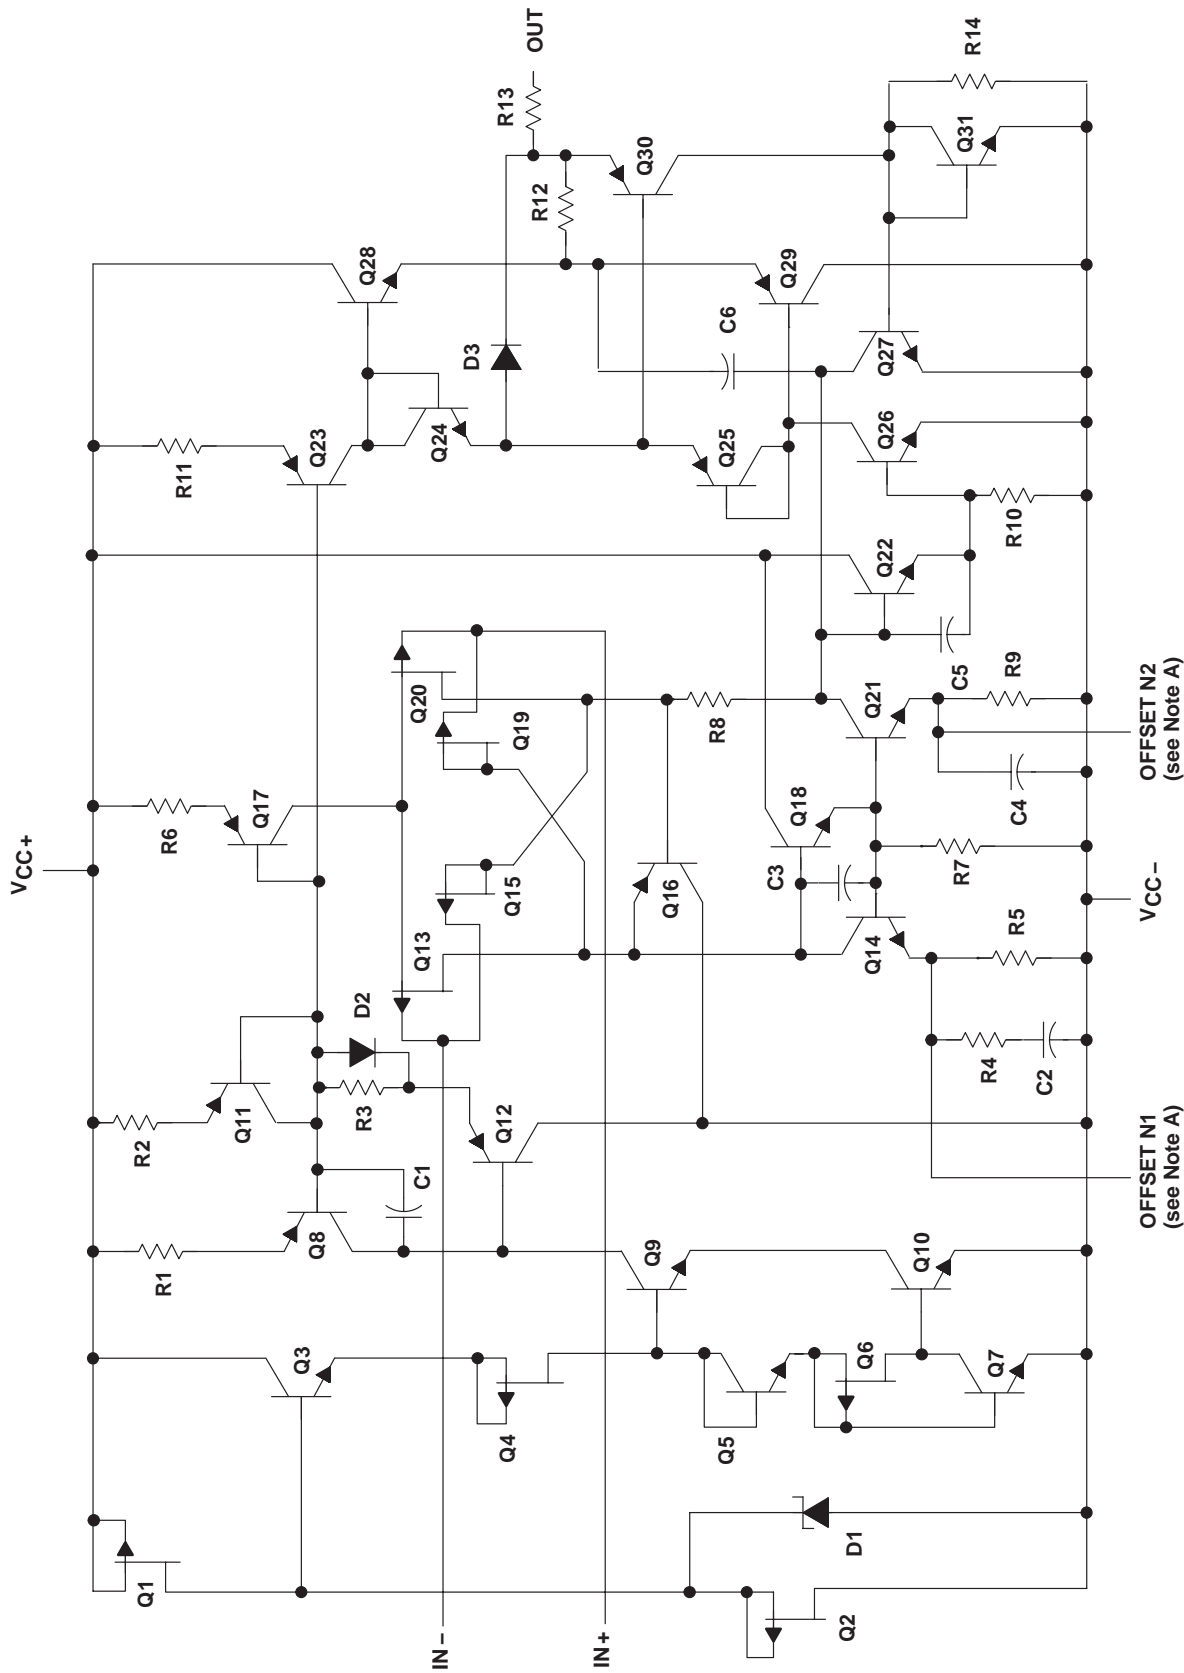 VCC+
VCC−
IN−
IN+
OUT
OFFSET N1
(see Note A)
OFFSET N2
(see Note A)
Q1
Q2
Q3
Q4
Q5
Q6
Q7
Q8
Q9
Q10
Q11
Q12
Q13
Q14
Q15
Q16
Q17
Q18
Q19
Q20
Q21
Q22
Q23
Q24
Q25
Q26
Q27
Q28
Q29
Q30
Q31
R1
R2
R3
R4
R5
R6
R7
R8
R9
R10
R11
R12
R13
R14
C1
C2
C3
C4
C5
C6
D1
D2
D3